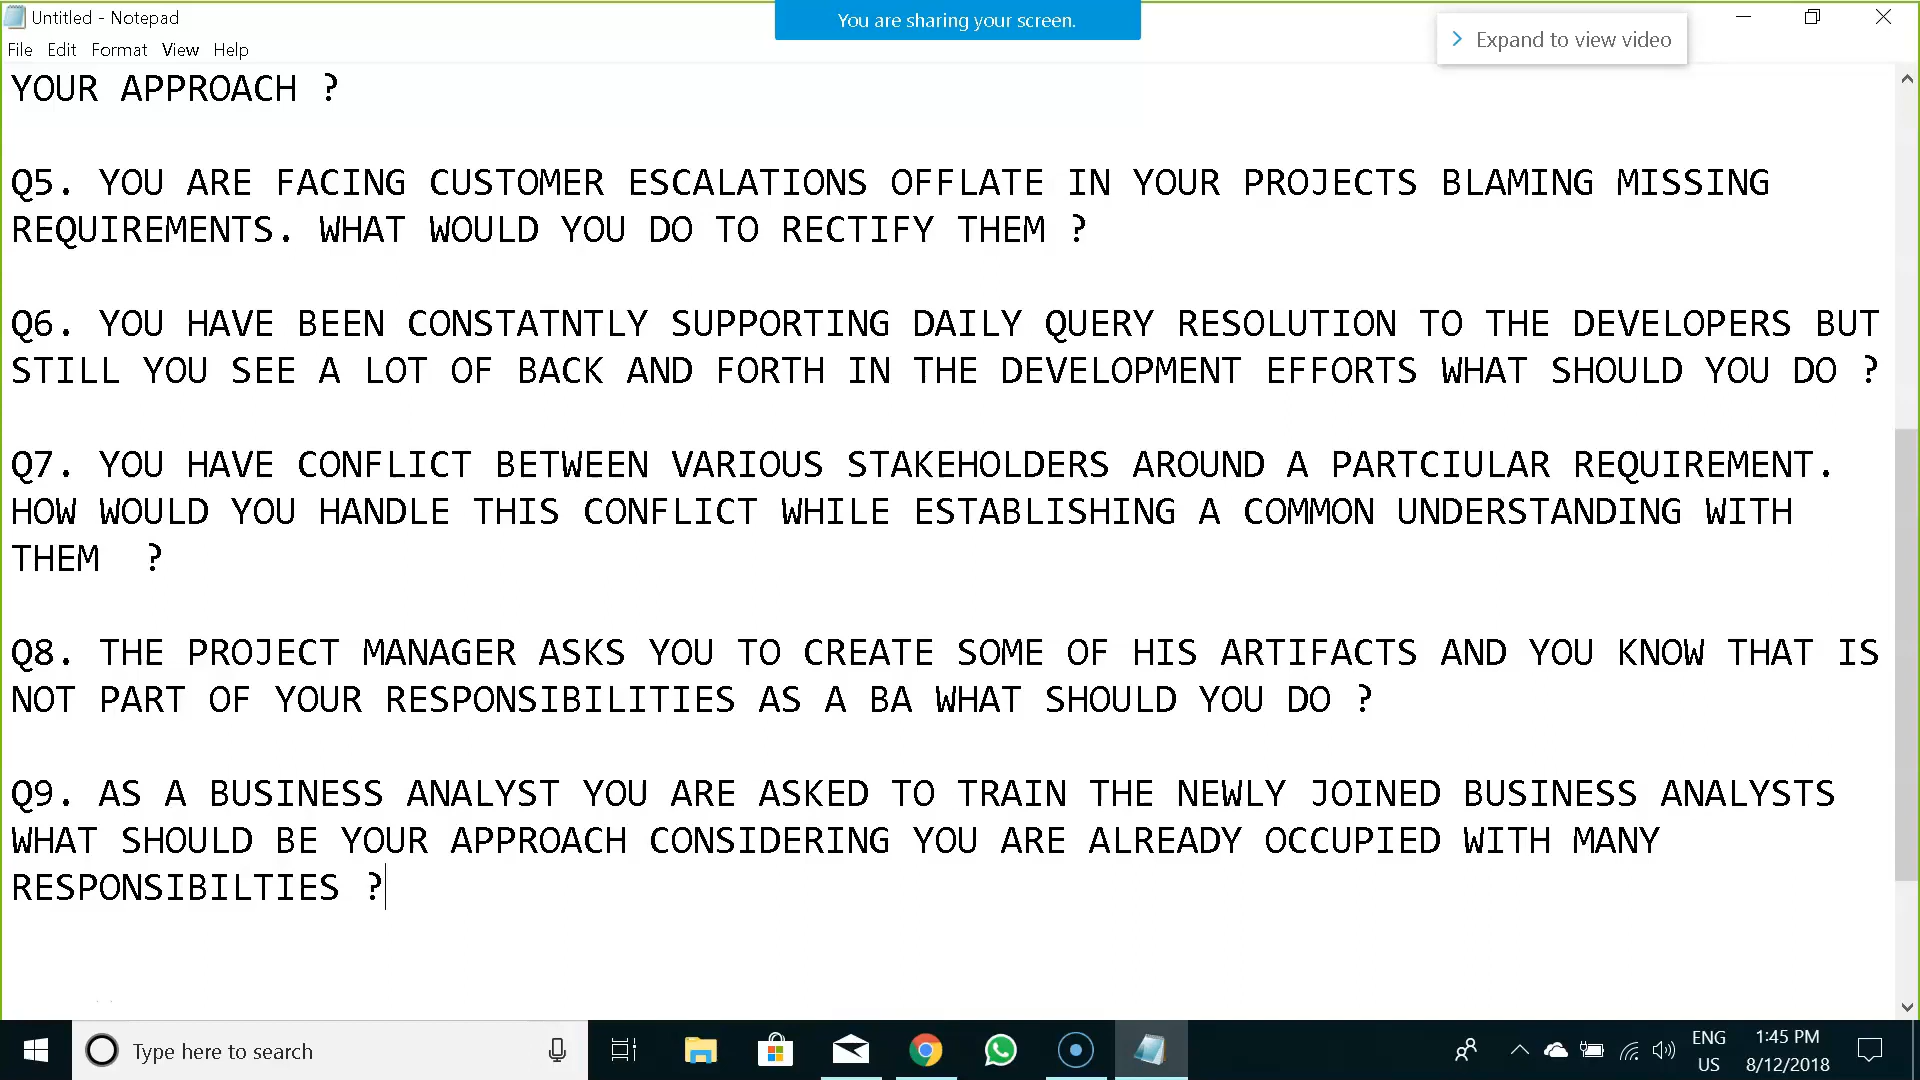 Untitled - Notepad
You are sharing your screen.
Expand to view video
File Edit Format View Help
YOUR APPROACH ?
Q5. YOU ARE FACING CUSTOMER ESCALATIONS OFFLATE IN YOUR PROJECTS BLAMING MISSING
REQUIREMENTS. WHAT WOULD YOU DO TO RECTIFY THEM ?
Q6. YOU HAVE BEEN CONSTATNTLY SUPPORTING DAILY QUERY RESOLUTION TO THE DEVELOPERS BUT
STILL YOU SEE A LOT OF BACK AND FORTH IN THE DEVELOPMENT EFFORTS WHAT SHOULD YOU DO ?
Q7. YOU HAVE CONFLICT BETWEEN VARIOUS STAKEHOLDERS AROUND A PARTCIULAR REQUIREMENT.
HOW WOULD YOU HANDLE THIS CONFLICT WHILE ESTABLISHING A COMMON UNDERSTANDING WITH
THEM  ?
Q8. THE PROJECT MANAGER ASKS YOU TO CREATE SOME OF HIS ARTIFACTS AND YOU KNOW THAT IS
NOT PART OF YOUR RESPONSIBILITIES AS A BA WHAT SHOULD YOU DO ?
Q9. AS A BUSINESS ANALYST YOU ARE ASKED TO TRAIN THE NEWLY JOINED BUSINESS ANALYSTS
WHAT SHOULD BE YOUR APPROACH CONSIDERING YOU ARE ALREADY OCCUPIED WITH MANY
RESPONSIBILTIES ?
Type here to search
ENG
US
1:45 PM
8/12/2018